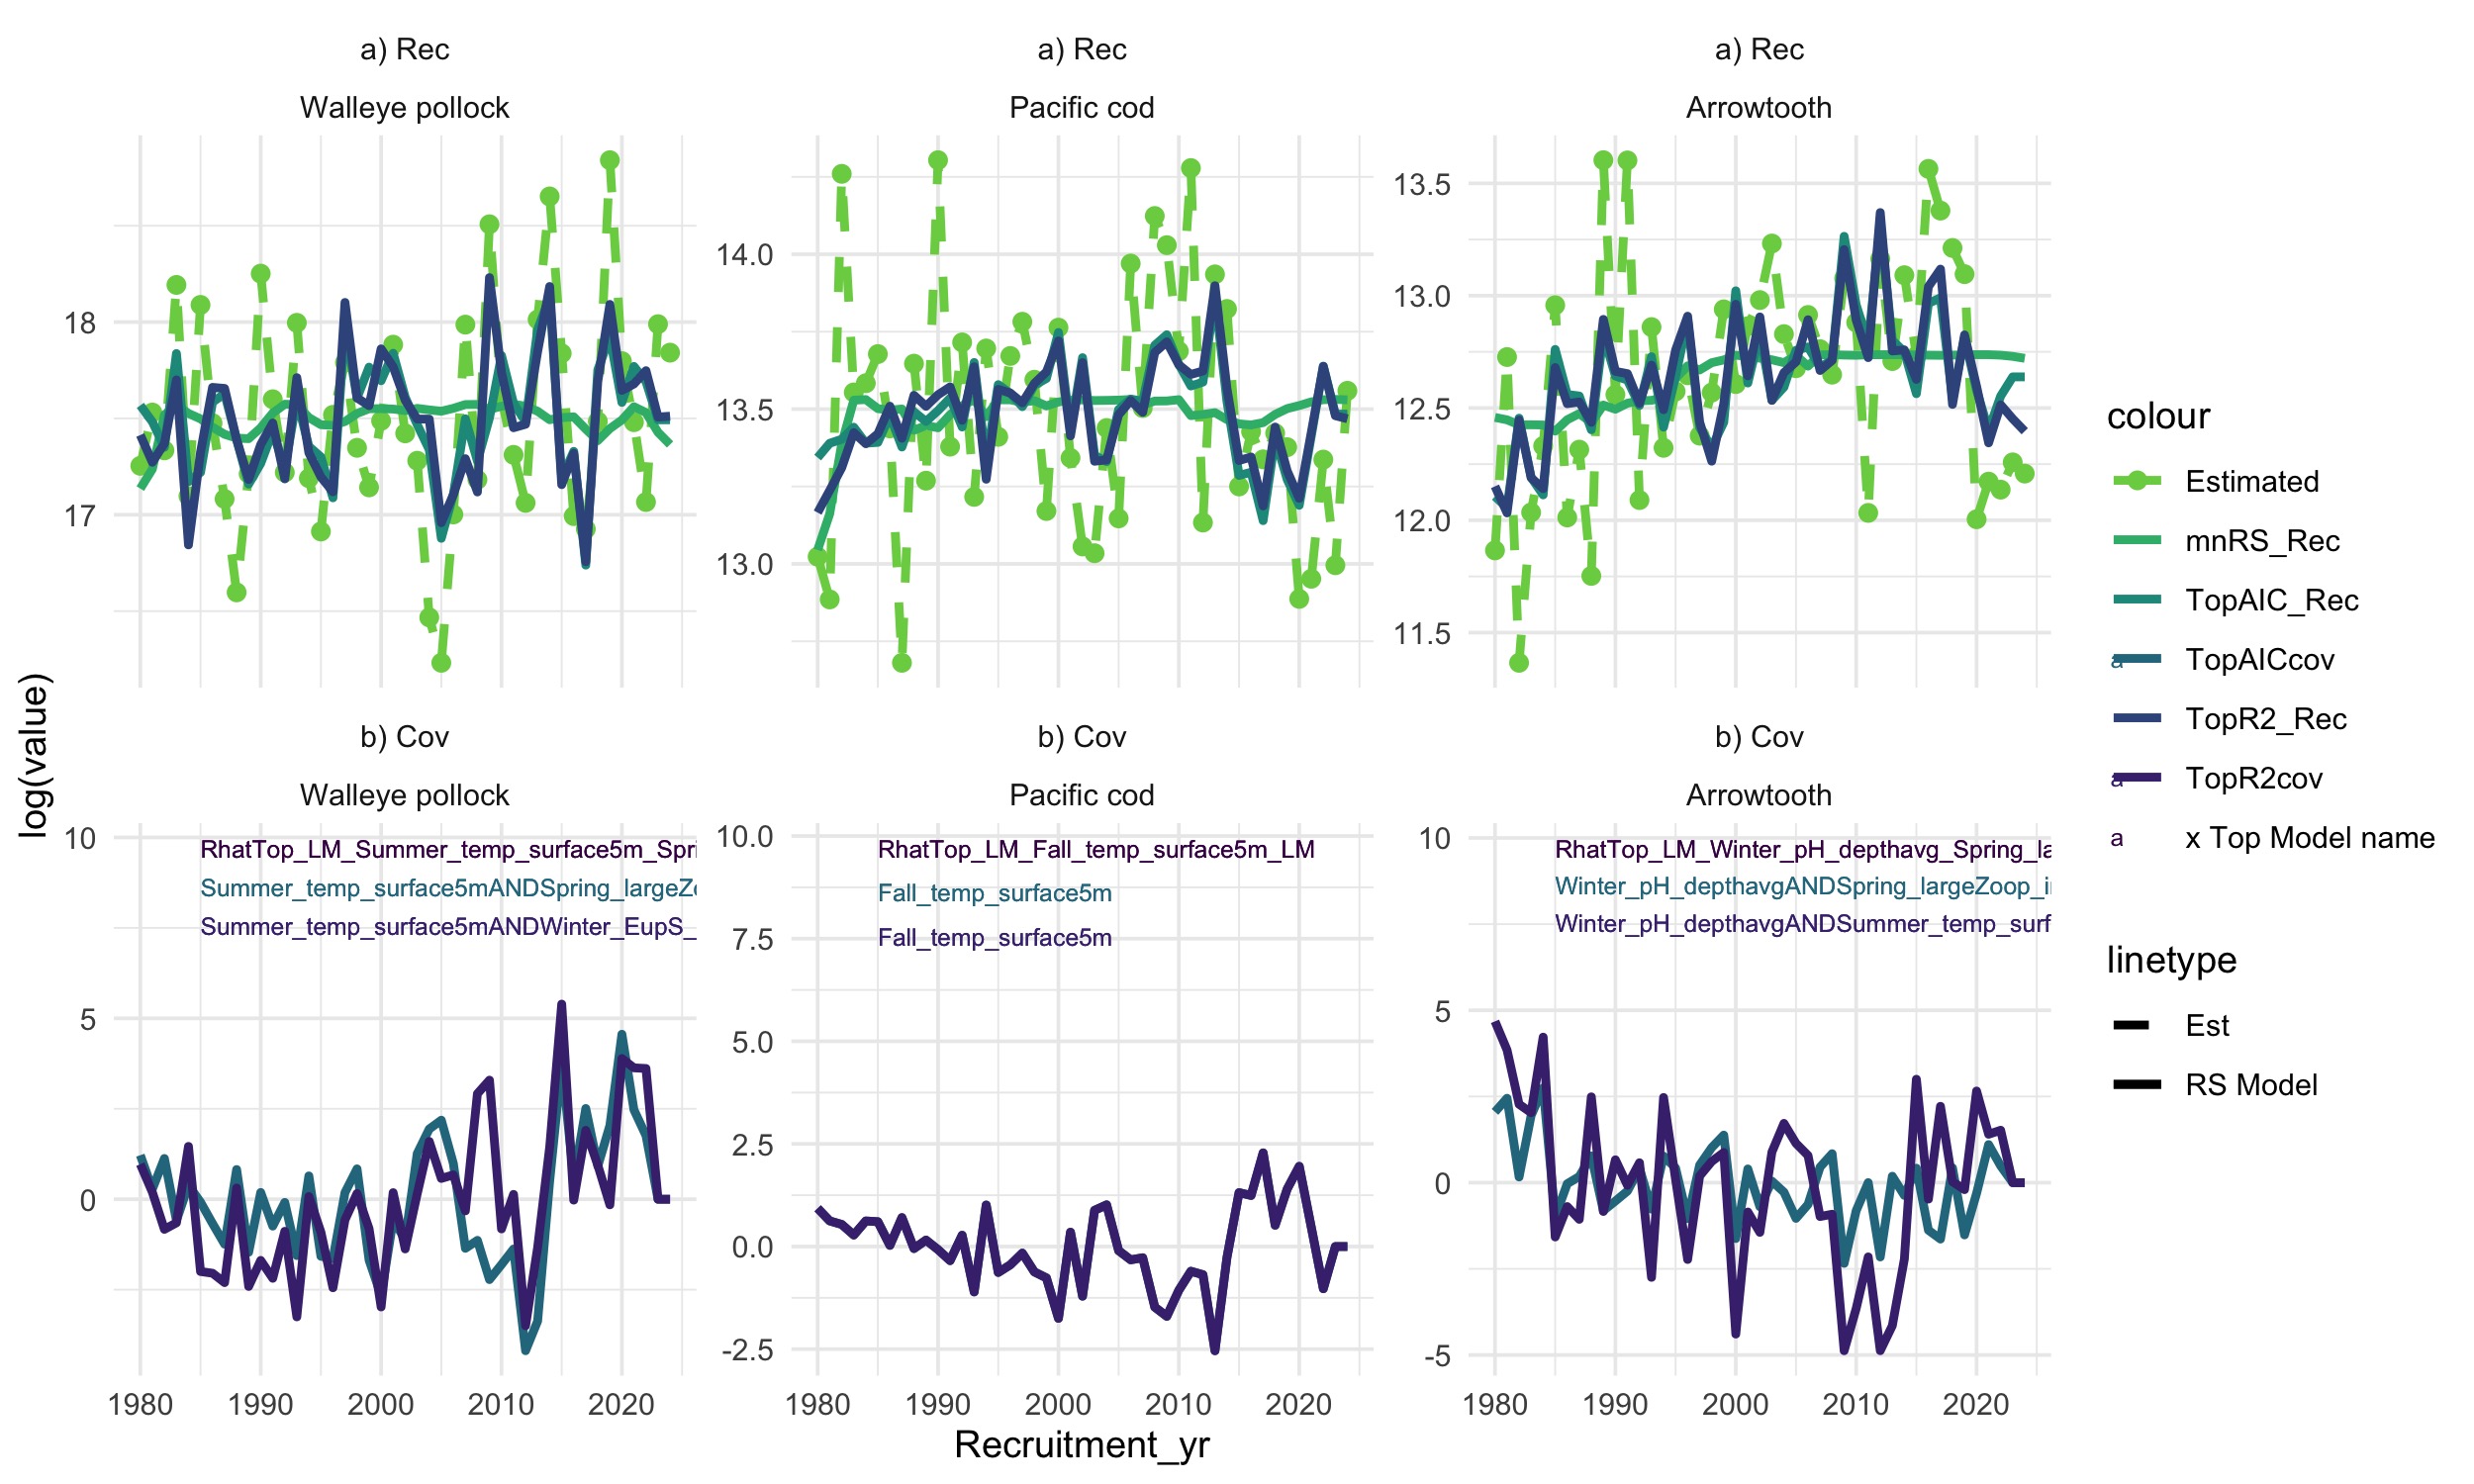 a) Rec
a) Rec
a) Rec
Walleye pollock
Pacific cod
Arrowtooth
18
17
14.0
13.5
13.0
13.5
13.0
12.5
12.0
11.5
b) Cov
b) Cov
b) Cov
Walleye pollock
Pacific cod
Arrowtooth
10
5
0
RhatTop_LM_Summer_temp_surface5m_Spri
Summer_temp_surface5mANDSpring_largeZo
Summer_temp_surface5mANDWinter_EupS_
10.0
7.5
5.0
2.5
0.0
-2.5
RhatTop_LM_Fall_temp_surface5m_LM
Fall_temp_surface5m
Fall_temp_surface5m
10
5
0
-5
RhatTop_LM_Winter_pH_depthavg_Spring_la
Winter_pH_depthavgANDSpring_largeZoop_i
Winter_pH_depthavgANDSummer_temp_surf
1980 1990 2000 2010 2020
1980 1990 2000 2010 2020
1980 1990 2000 2010 2020
Recruitment_yr
log(value)
colour
Estimated
mnRS_Rec
TopAIC_Rec
a TopAICcov
TopR2_Rec
a TopR2cov
a x Top Model name
linetype
Est
RS Model